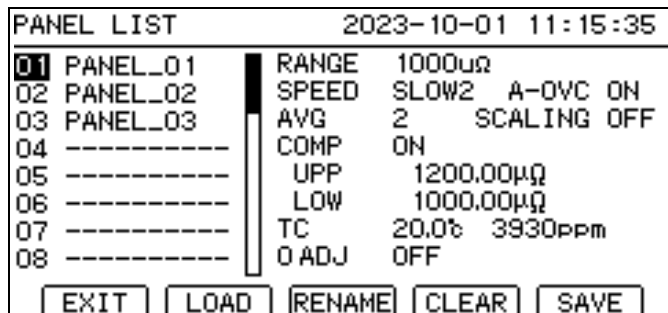 PANEL LIST 2023-10-01 11:15:35
01 PANEL_01 RANGE 1000uΩ
02 PANEL_02 SPEED SLOW2 A-OVC ON
03 PANEL_03 AVG 2 SCALING OFF
04 ---------- COMP ON
05 ---------- UPP 1200.00μΩ
06 ---------- LOW 1000.00μΩ
07 ---------- TC 20.0℃ 3930ppm
08 ---------- 0 ADJ OFF
EXIT LOAD RENAME CLEAR SAVE